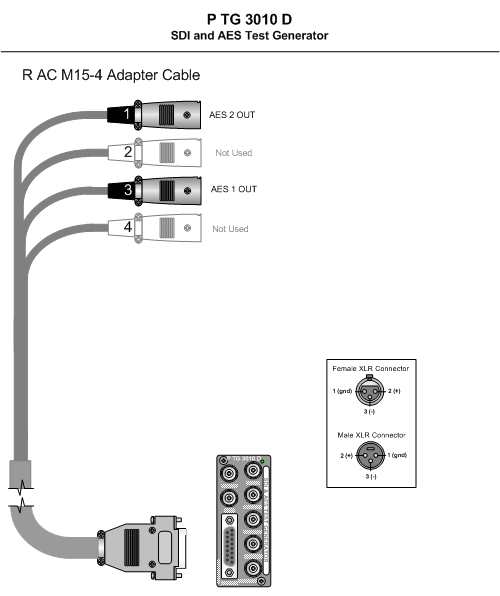 P TG 3010 D
SDI and AES Test Generator
R AC M15-4 Adapter Cable
1
AES 2 OUT
2
Not Used
3
AES 1 OUT
4
Not Used
Female XLR Connector
1 (gnd)
2 (+)
3 (-)
Male XLR Connector
2 (+)
1 (gnd)
3 (-)
P TG 3010 D